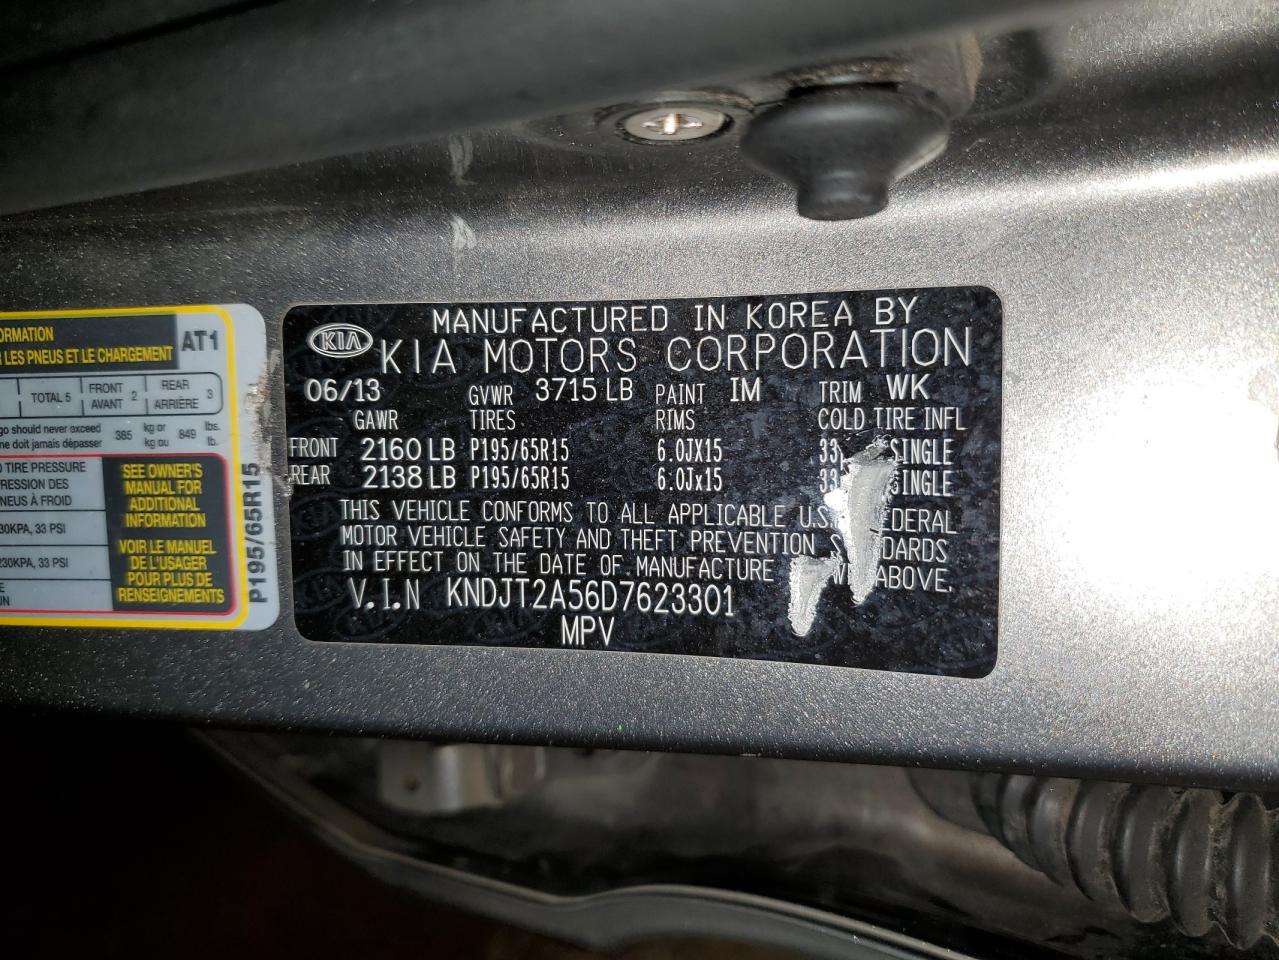 ORMATION
LES PNEUS ET LE CHARGEMENT
AT1
TOTAL 5
FRONT AVANT 2
REAR ARRIÈRE 3
go should never exceed
ne doit jamais dépasser
385 kg or kg ou 849 lbs. lb.
TIRE PRESSURE
PRESSION DES
NEUS À FROID
30KPA, 33 PSI
230KPA, 33 PSI
SEE OWNER'S
MANUAL FOR
ADDITIONAL
INFORMATION
VOIR LE MANUEL
DE L'USAGER
POUR PLUS DE
RENSEIGNEMENTS
P195/65R15
KIA
MANUFACTURED IN KOREA BY
KIA MOTORS CORPORATION
06/13 GVWR 3715 LB PAINT IM TRIM WK
GAWR TIRES RIMS COLD TIRE INFL
FRONT 2160 LB P195/65R15 6.0JX15 33 SINGLE
REAR 2138 LB P195/65R15 6.0Jx15 33 SINGLE
THIS VEHICLE CONFORMS TO ALL APPLICABLE U.S. EDERAL
MOTOR VEHICLE SAFETY AND THEFT PREVENTION S DARDS
IN EFFECT ON THE DATE OF MANUFACTURE ABOVE.
V.I.N KNDJT2A56D7623301
MPV